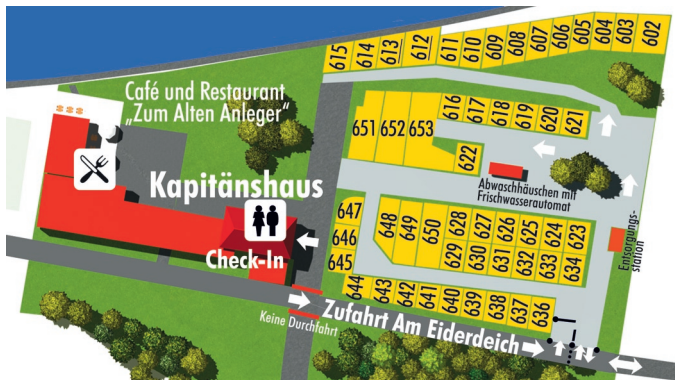 615 614 613 612 611 610 609 608 607 606 605 604 603 602
Café und Restaurant
„Zum Alten Anleger“
616 617 618 619 620 621
651 652 653
622
Abwaschhäuschen mit
Frischwasserautomat
Kapitänshaus
Check-In
647
646
645
648 649 650 628 627 626 625 624 623
629 630 631 632 633 634
Entsorgungs-
station
644 643 642 641 640 639 638 637 636
Keine Durchfahrt
Zufahrt Am Eiderdeich